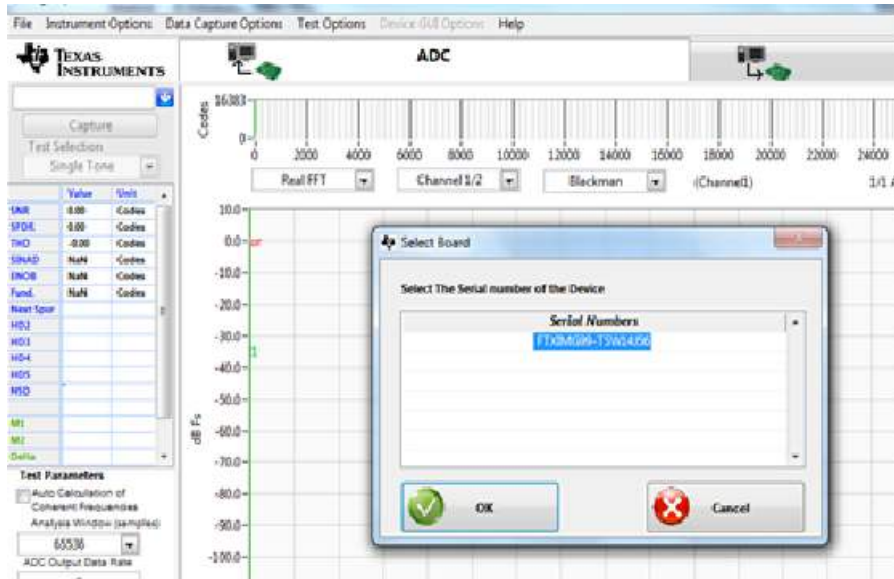 File Instrument Options Data Capture Options Test Options Device GUI Options Help
TEXAS INSTRUMENTS
ADC
Capture
Test Selection
Single Tone
Value Unit
SNR 0.00 Codes
SFDR. 0.00 Codes
THD -0.00 Codes
SINAD NaN Codes
ENOB NaN Codes
Fund. NaN Codes
Next Spur
HD2
HD3
HD4
HD5
NSD
M1
M2
Delta
Test Parameters
Auto Calculation of
Coherent Frequencies
Analysis Window (samples)
65536
ADC Output Data Rate
Codes
16383
0
0 2000 4000 6000 8000 10000 12000 14000 16000 18000 20000 22000 24000
Real FFT Channel 1/2 Blackman (Channel1) 1/1
10.0
0.0
-10.0
-20.0
-30.0
-40.0
-50.0
-60.0
-70.0
-80.0
-90.0
-100.0
dB Fs
Select Board
Select The Serial number of the Device
Serial Numbers
OK Cancel